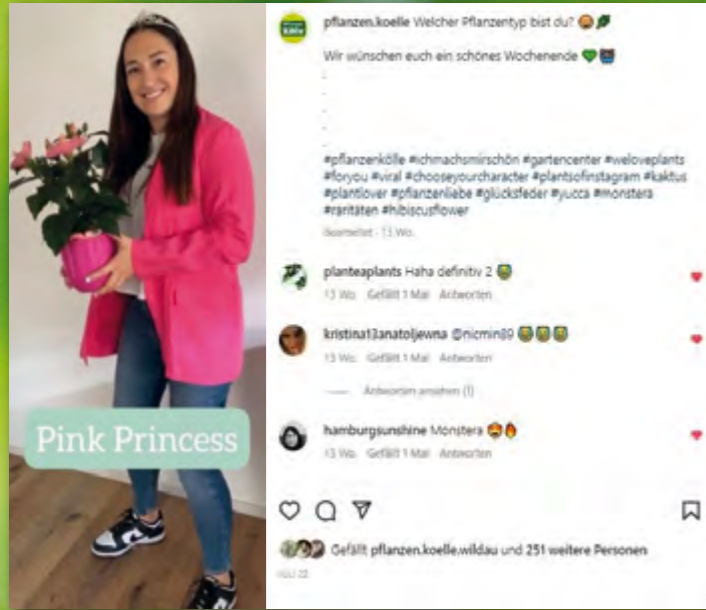 Pink Princess
Kölle
pflanzen.koelle Welcher Pflanzentyp bist du?
Wir wünschen euch ein schönes Wochenende
.
.
.
.
.
#pflanzenkölle #ichmachsmirschön #gartencenter #weloveplants
#foryou #viral #chooseyourcharacter #plantsofinstagram #kaktus
#plantlover #pflanzenliebe #glücksfeder #yucca #monstera
#raritäten #hibiscusflower
Bearbeitet · 13 Wo.
planteaplants Haha definitiv 2
13 Wo. Gefällt 1 Mal Antworten
kristina13anatoljewna @nicmin89
13 Wo. Gefällt 1 Mal Antworten
Antworten ansehen (1)
hamburgsunshine Monstera
13 Wo. Gefällt 1 Mal Antworten
Gefällt pflanzen.koelle.wildau und 251 weitere Personen